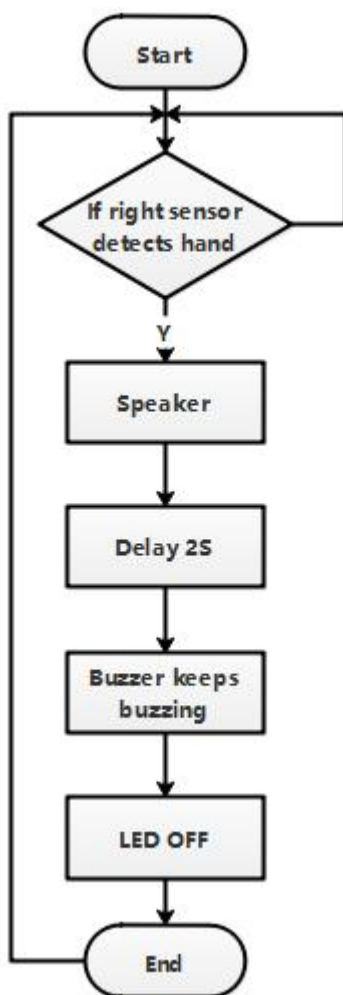 Start
If right sensor
detects hand
Y
Speaker
Delay 2S
Buzzer keeps
buzzing
LED OFF
End